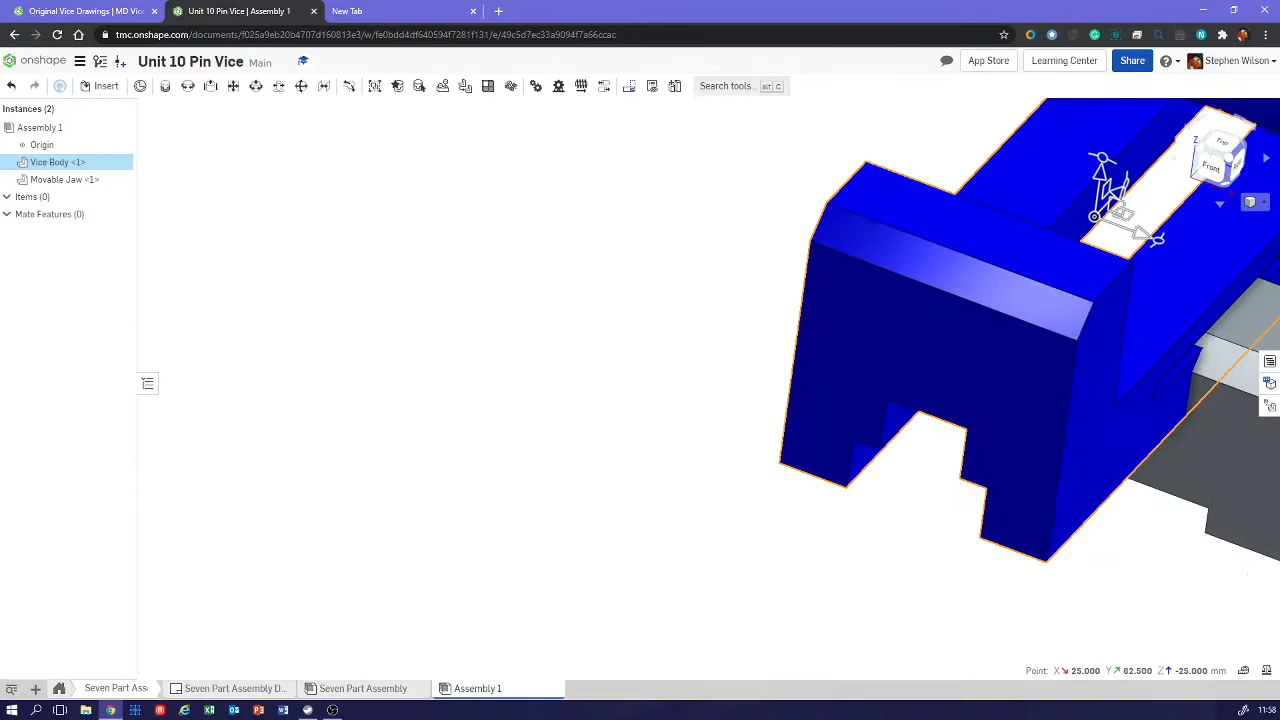 Original Vice Drawings | MD Vic
Unit 10 Pin Vice | Assembly 1
New Tab
tmc.onshape.com/documents/f025a9eb20b4707d160813e3/w/fe0bdd4df640594f7281f131/e/49c5d7ec33a9094f7a66ccac
onshape
Unit 10 Pin Vice Main
App Store
Learning Center
Share
Stephen Wilson
Insert
Search tools... alt C
Instances (2)
Assembly 1
Origin
Vice Body <1>
Movable Jaw <1>
Items (0)
Mate Features (0)
Z
Top
Front
Point: X 25.000 Y 62.500 Z -25.000 mm
Seven Part Asse
Seven Part Assembly D...
Seven Part Assembly
Assembly 1
11:58